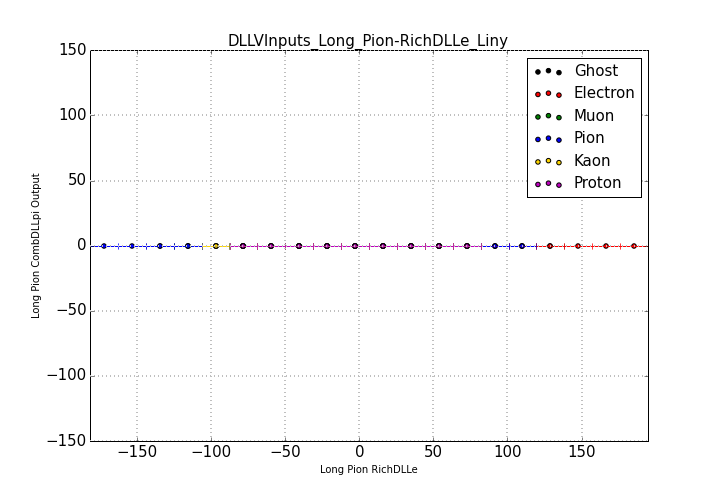 DLLVInputs_Long_Pion-RichDLLe_Liny
150
100
50
0
−50
−100
−150
Long Pion CombDLLpi Output
Ghost
Electron
Muon
Pion
Kaon
Proton
−150 −100 −50 0 50 100 150
Long Pion RichDLLe